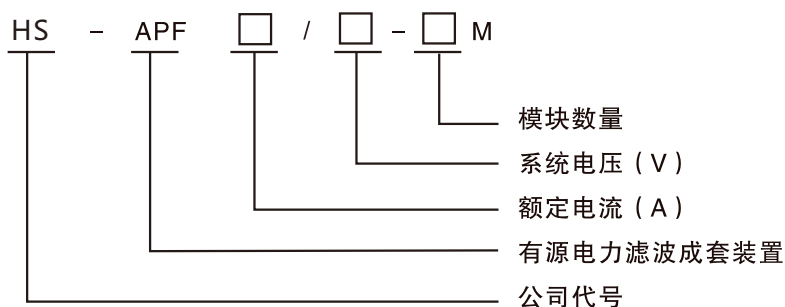 HS - APF □ / □ - □ M
模块数量
系统电压(V)
额定电流(A)
有源电力滤波成套装置
公司代号